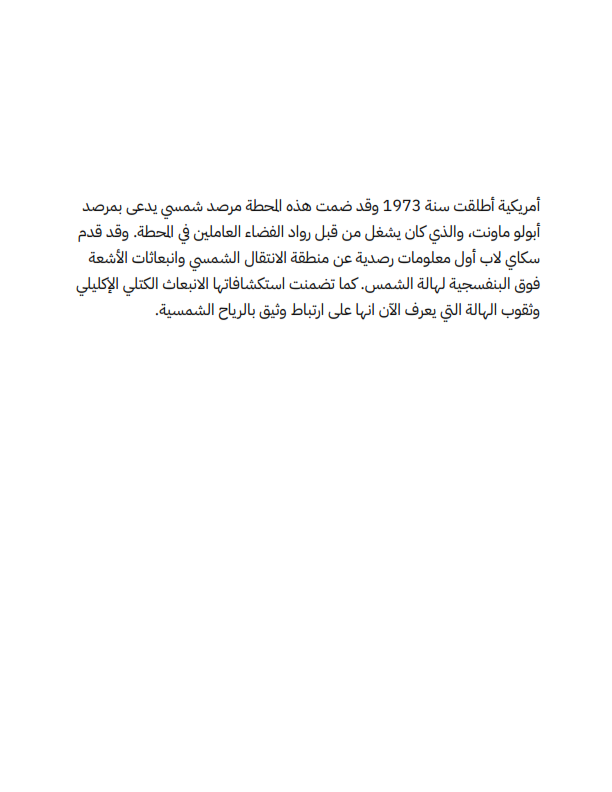 أمريكية أطلقت سنة 1973 وقد ضمت هذه المحطة مرصد شمسي يدعى بمرصد
أبولو ماونت، والذي كان يشغل من قبل رواد الفضاء العاملين في المحطة. وقد قدم
سكاي لاب أول معلومات رصدية عن منطقة الانتقال الشمسي وانبعاثات الأشعة
فوق البنفسجية لهالة الشمس. كما تضمنت استكشافاتها الانبعاث الكتلي الإكليلي
وثقوب الهالة التي يعرف الآن انها على ارتباط وثيق بالرياح الشمسية.